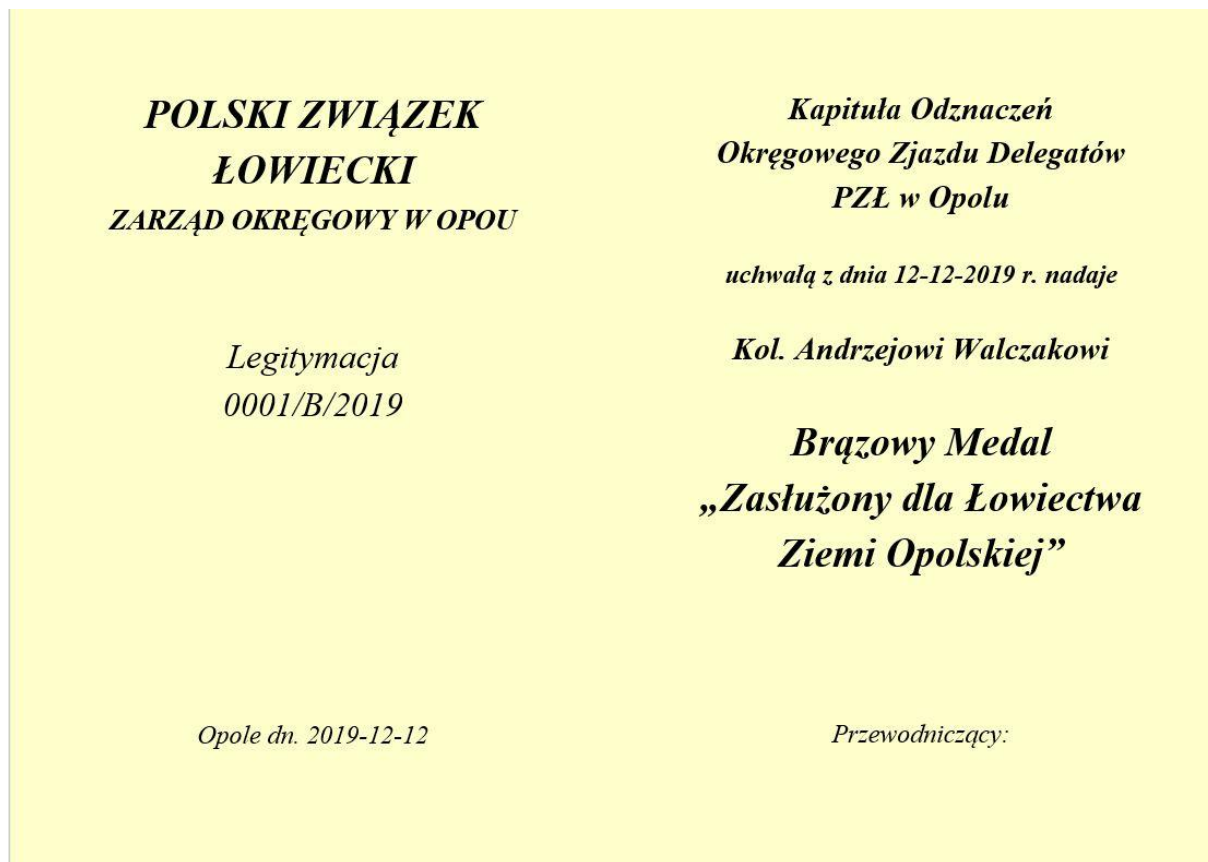 POLSKI ZWIĄZEK
ŁOWIECKI
ZARZĄD OKRĘGOWY W OPOU
Legitymacja
0001/B/2019
Opole dn. 2019-12-12
Kapituła Odznaczeń
Okręgowego Zjazdu Delegatów
PZŁ w Opolu
uchwałą z dnia 12-12-2019 r. nadaje
Kol. Andrzejowi Walczakowi
Brązowy Medal
„Zasłużony dla Łowiectwa
Ziemi Opolskiej”
Przewodniczący: